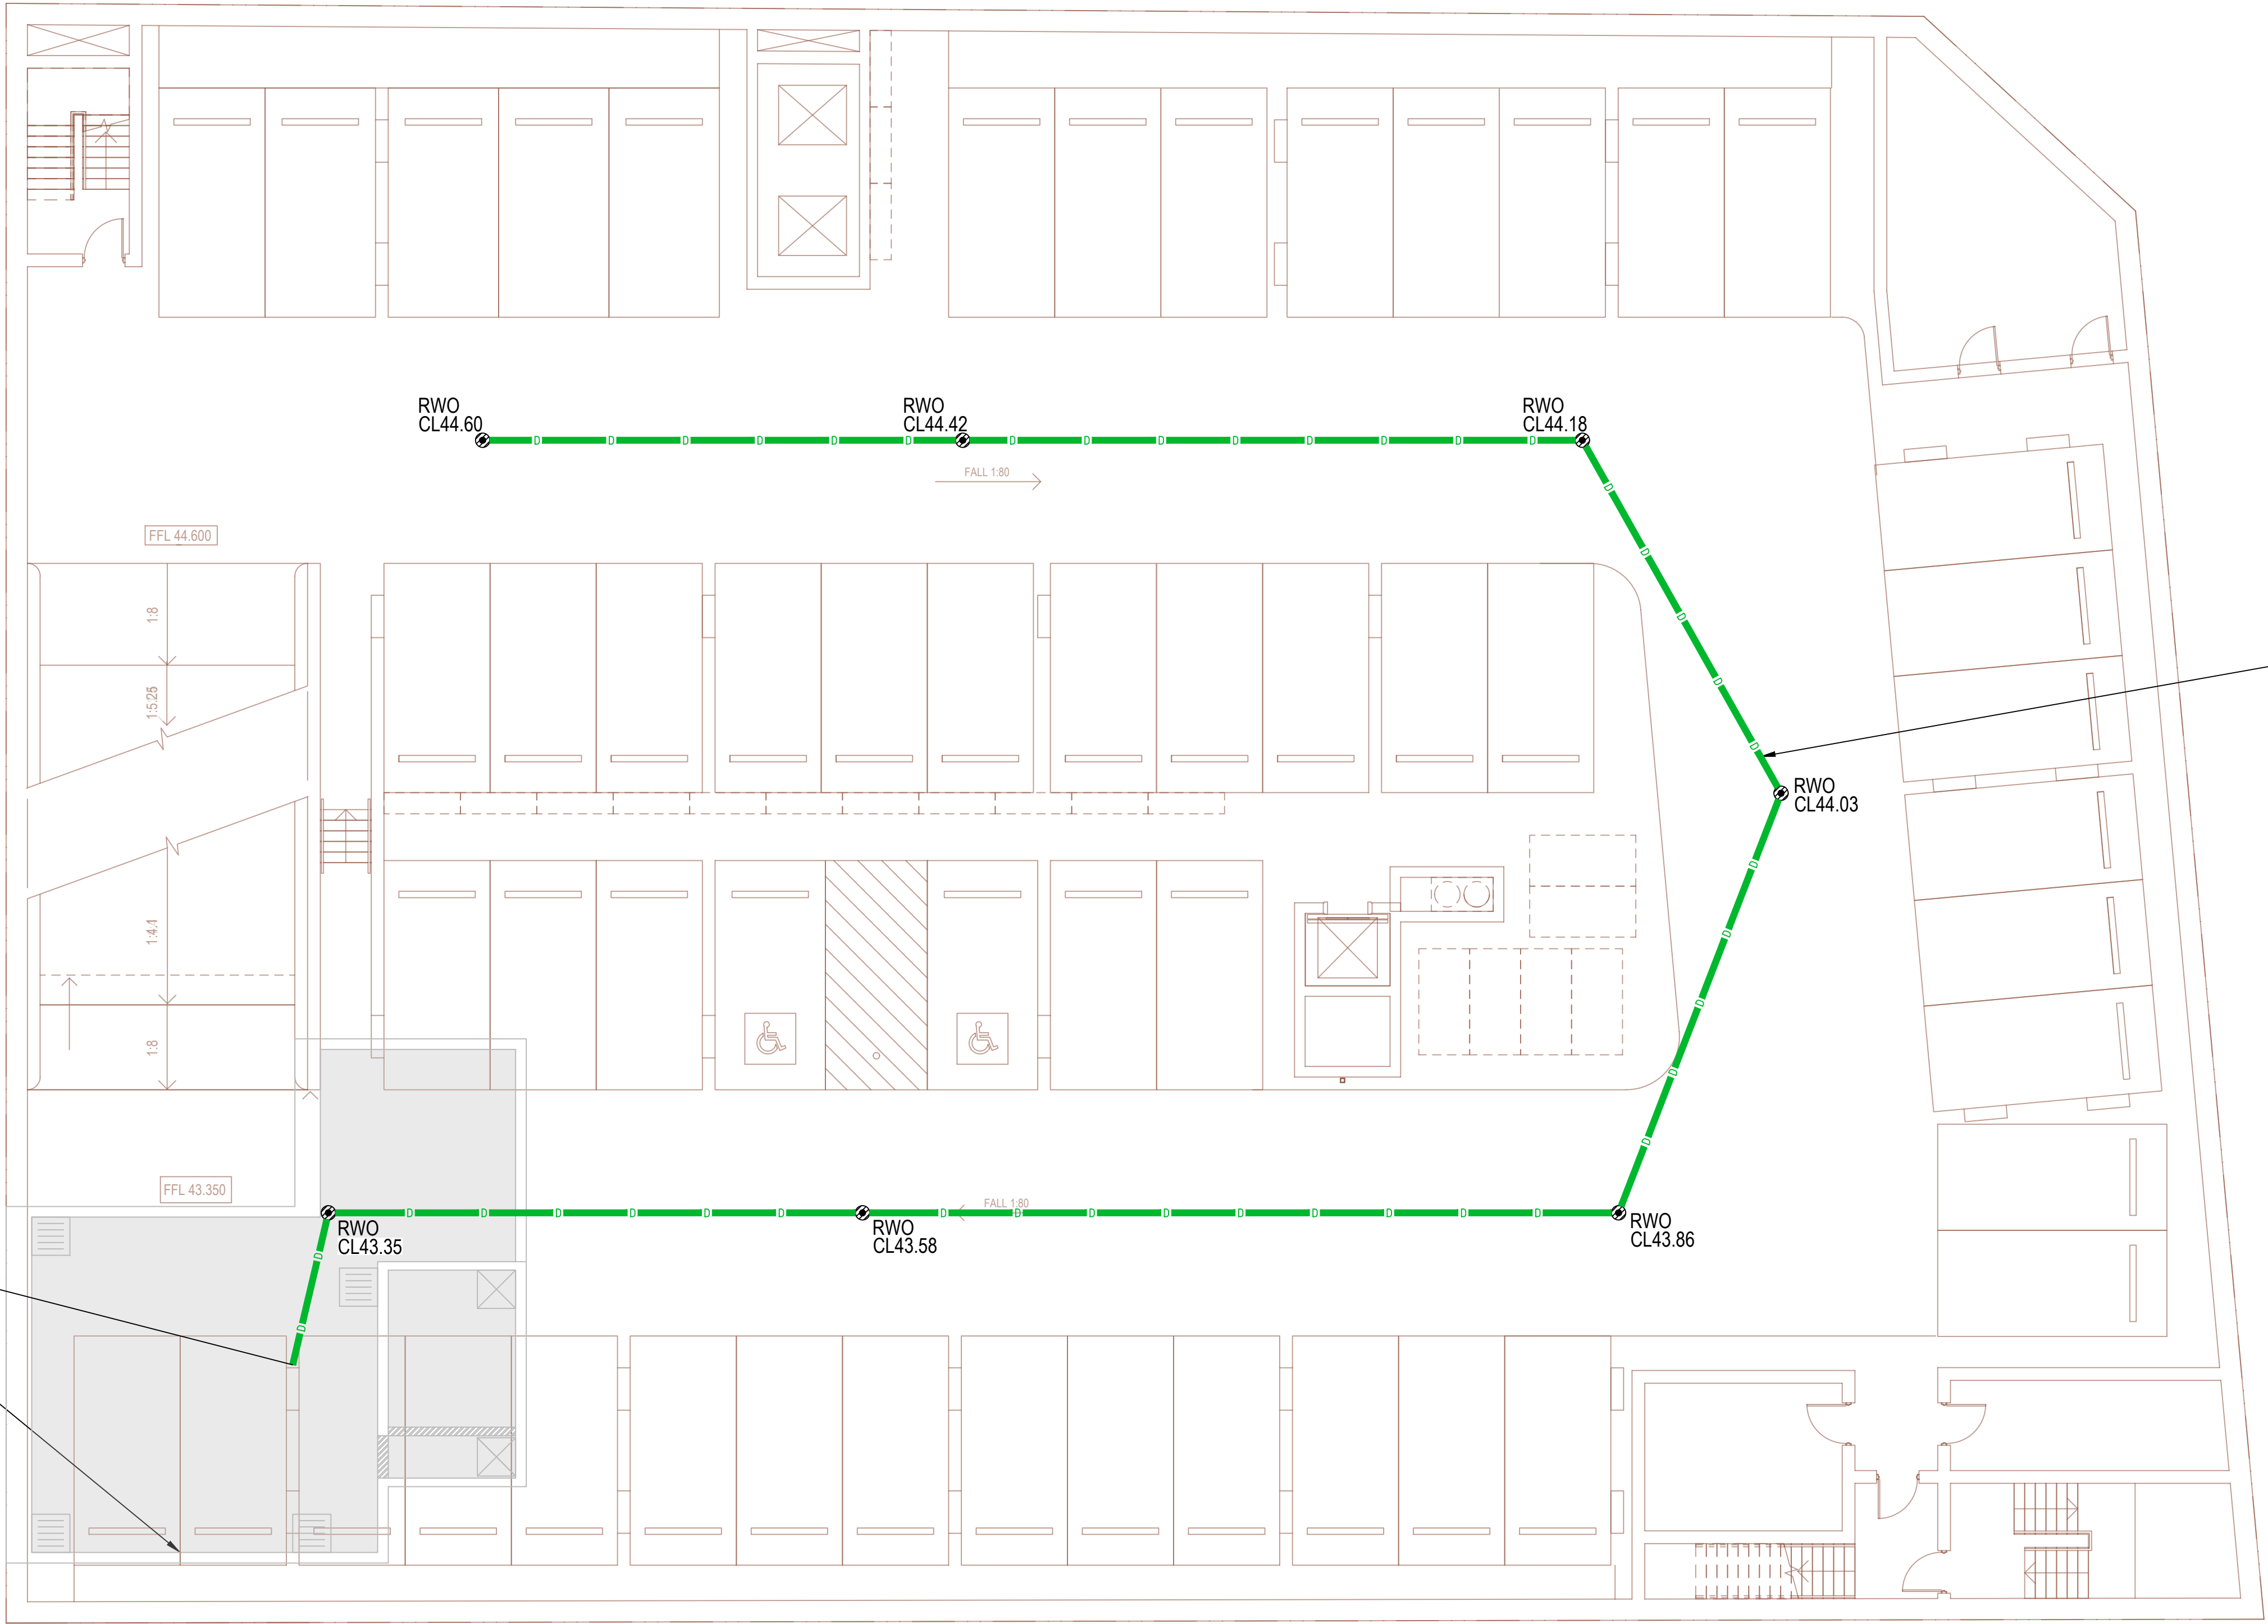 RWO
CL44.60
RWO
CL44.42
RWO
CL44.18
FALL 1:80
FFL 44.600
1:8
1:5.25
RWO
CL44.03
1:4.1
1:8
FFL 43.350
FALL 1:80
RWO
CL43.35
RWO
CL43.58
RWO
CL43.86
D D D D D D D D D D D D D D
D
D
D
D
D
D
D
D
D
D
D D D D D D D D D D D D D D D
D
D